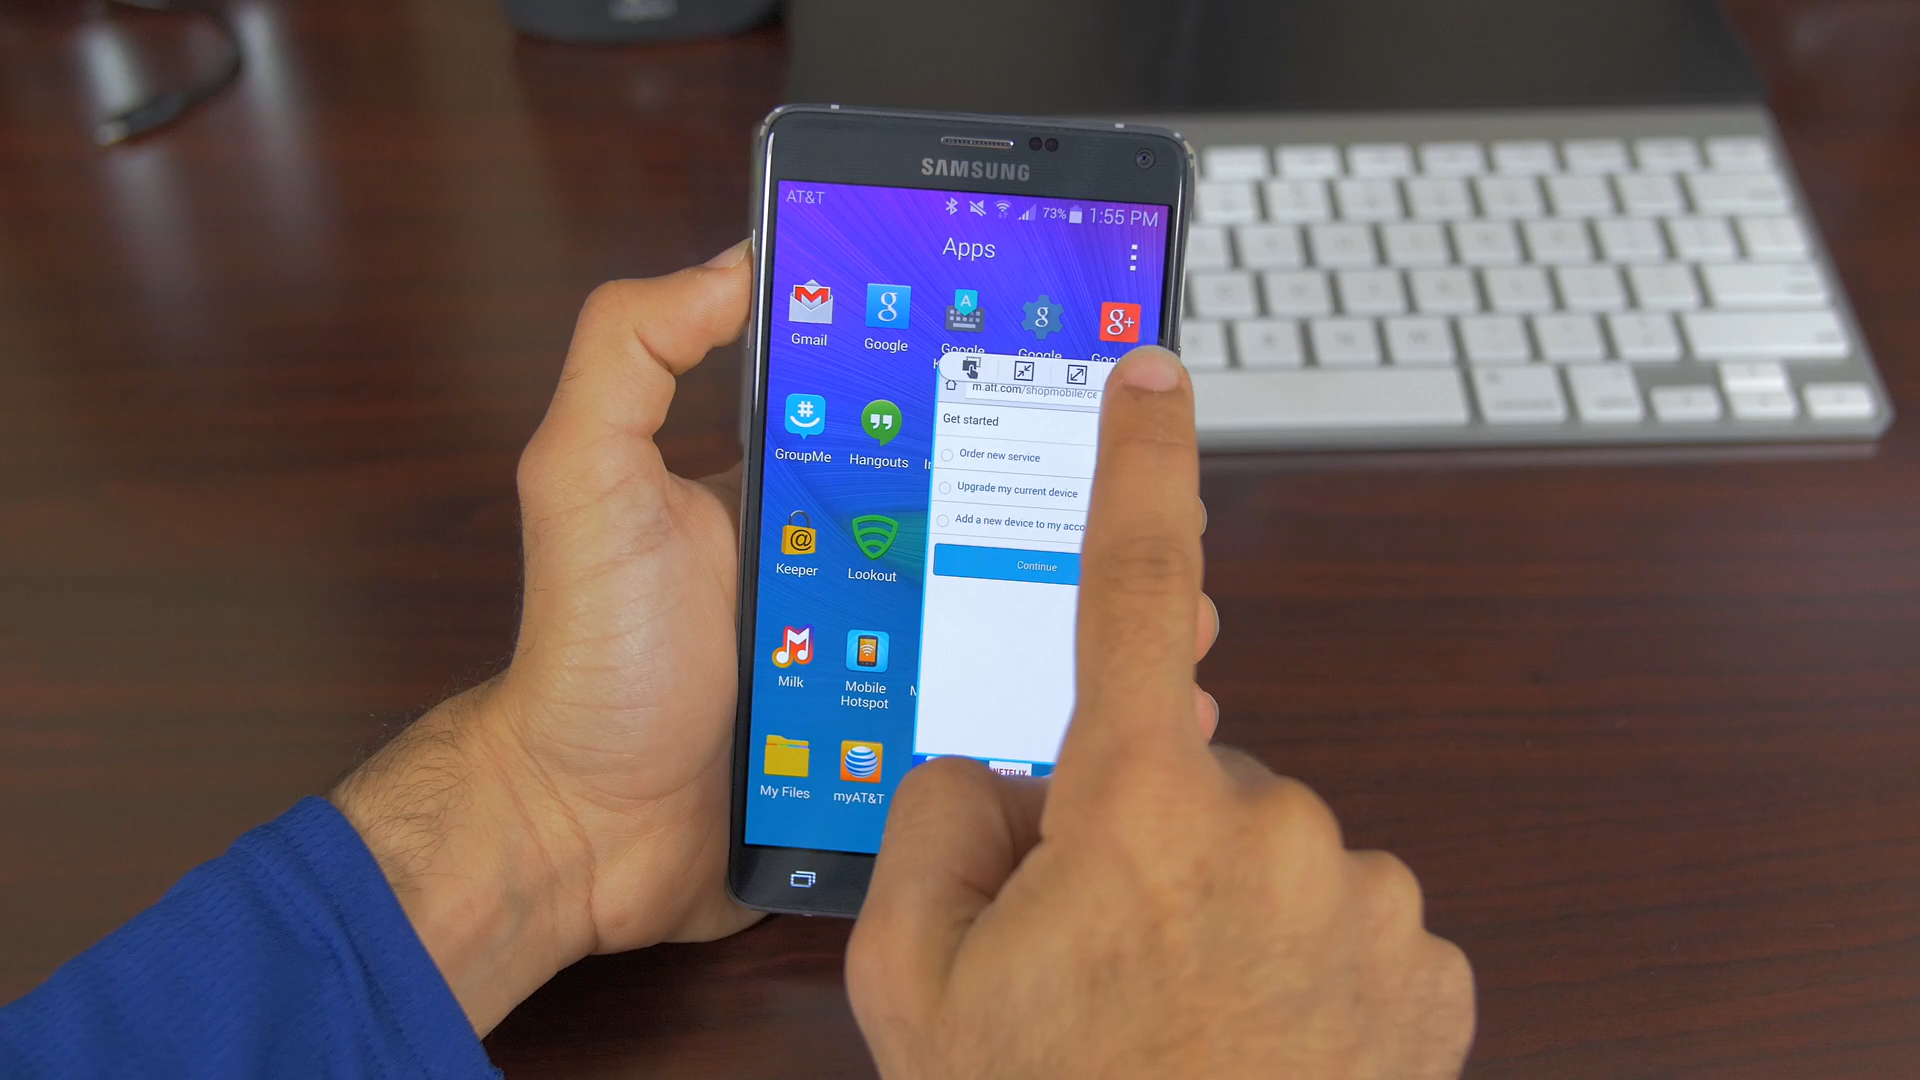 SAMSUNG
AT&T
73%
1:55 PM
Apps
Gmail
Google
Google
Google
M
g
A
g
g+
m.att.com/shopmobile/ce
Get started
Order new service
Upgrade my current device
Add a new device to my acco
Continue
GroupMe
Hangouts
Keeper
Lookout
Milk
Mobile
Hotspot
NETFLIX
My Files
myAT&T